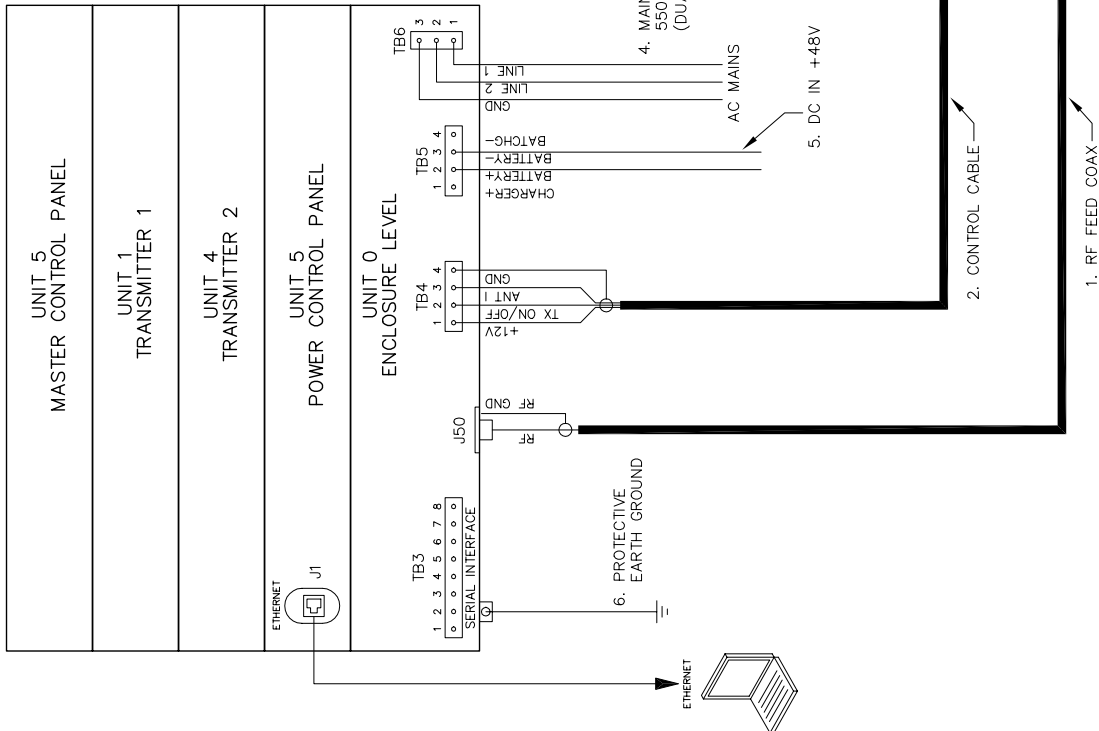 UNIT 5
MASTER CONTROL PANEL
UNIT 1
TRANSMITTER 1
UNIT 4
TRANSMITTER 2
UNIT 5
POWER CONTROL PANEL
UNIT 0
ENCLOSURE LEVEL
ETHERNET
J1
TB3
1 2 3 4 5 6 7 8
SERIAL INTERFACE
J50
RF
RF GND
TB4
1 2 3 4
+12V
TX ON/OFF
ANT I
GND
TB5
1 2 3 4
CHARGER+
BATTERY+
BATTERY-
BATCHG-
TB6
3 2 1
GND
LINE 2
LINE 1
AC MAINS
4. MAIN
550
(DUA
5. DC IN +48V
6. PROTECTIVE
EARTH GROUND
ETHERNET
2. CONTROL CABLE
1. RF FEED COAX